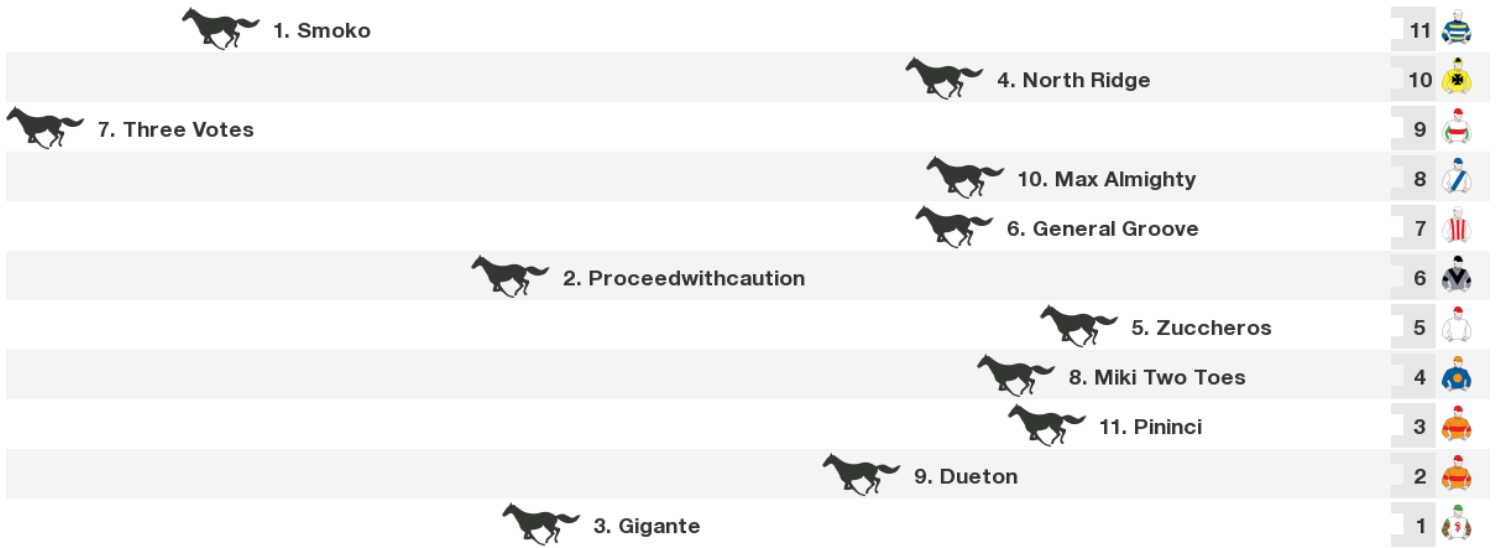 1. Smoko 11
4. North Ridge 10
7. Three Votes 9
10. Max Almighty 8
6. General Groove 7
2. Proceedwithcaution 6
5. Zuccheros 5
8. Miki Two Toes 4
11. Pininci 3
9. Dueton 2
3. Gigante 1